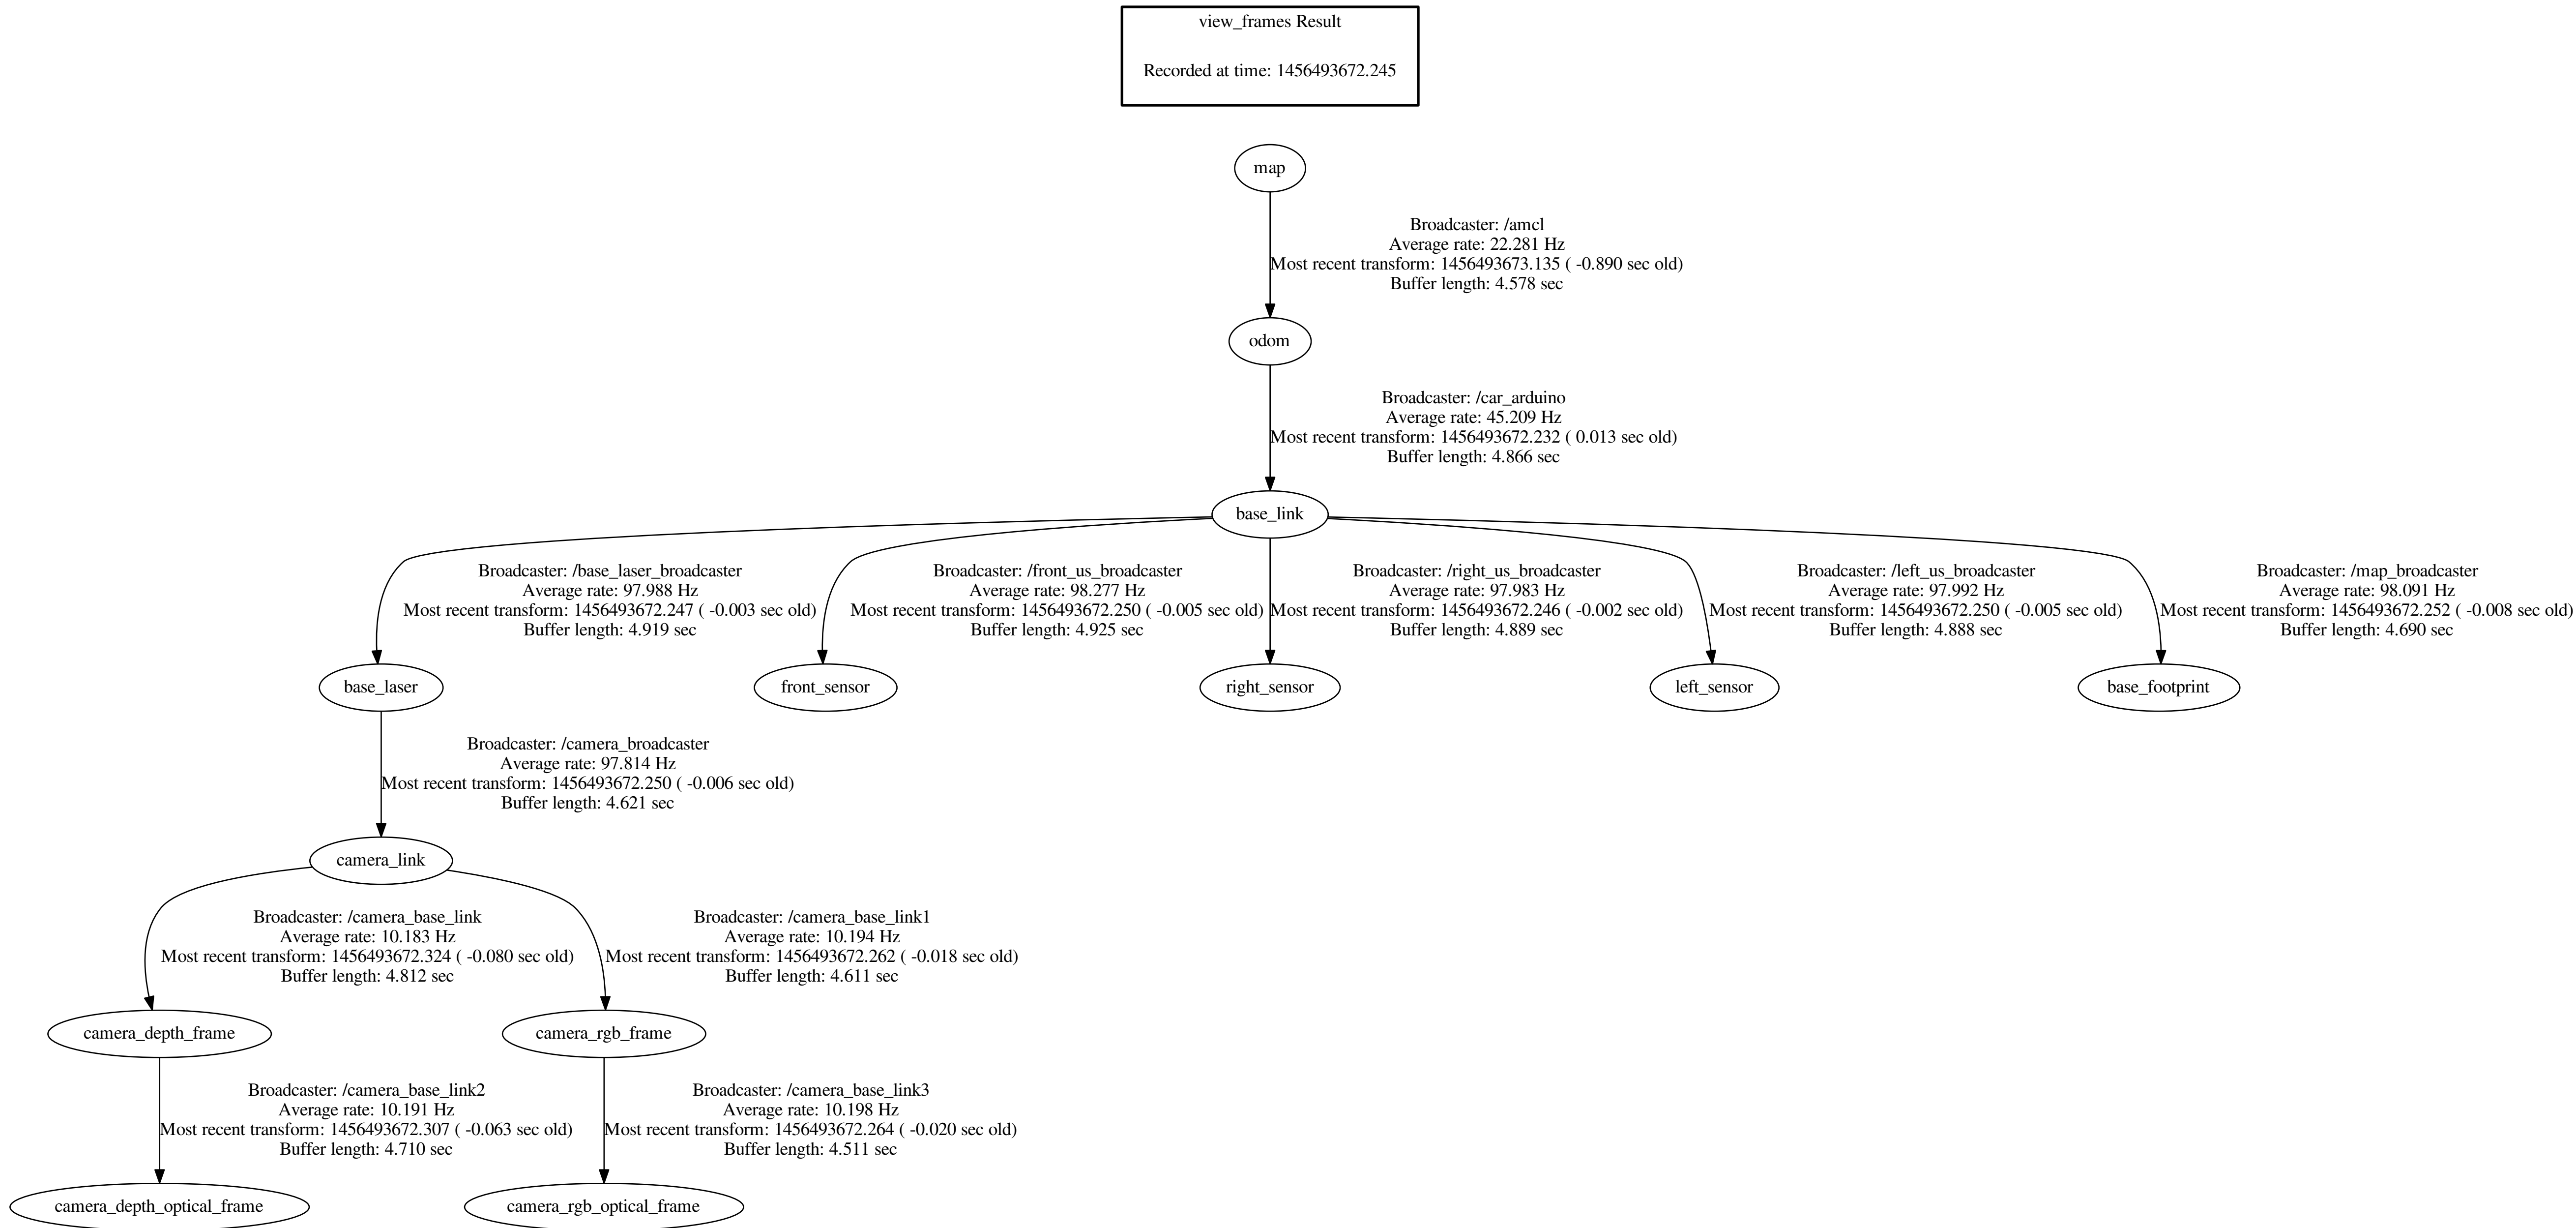 view_frames Result
Recorded at time: 1456493672.245
map
Broadcaster: /amcl
Average rate: 22.281 Hz
Most recent transform: 1456493673.135 ( -0.890 sec old)
Buffer length: 4.578 sec
odom
Broadcaster: /car_arduino
Average rate: 45.209 Hz
Most recent transform: 1456493672.232 ( 0.013 sec old)
Buffer length: 4.866 sec
base_link
Broadcaster: /base_laser_broadcaster
Average rate: 97.988 Hz
Most recent transform: 1456493672.247 ( -0.003 sec old)
Buffer length: 4.919 sec
Broadcaster: /front_us_broadcaster
Average rate: 98.277 Hz
Most recent transform: 1456493672.250 ( -0.005 sec old)
Buffer length: 4.925 sec
Broadcaster: /right_us_broadcaster
Average rate: 97.983 Hz
Most recent transform: 1456493672.246 ( -0.002 sec old)
Buffer length: 4.889 sec
Broadcaster: /left_us_broadcaster
Average rate: 97.992 Hz
Most recent transform: 1456493672.250 ( -0.005 sec old)
Buffer length: 4.888 sec
Broadcaster: /map_broadcaster
Average rate: 98.091 Hz
Most recent transform: 1456493672.252 ( -0.008 sec old)
Buffer length: 4.690 sec
base_laser
front_sensor
right_sensor
left_sensor
base_footprint
Broadcaster: /camera_broadcaster
Average rate: 97.814 Hz
Most recent transform: 1456493672.250 ( -0.006 sec old)
Buffer length: 4.621 sec
camera_link
Broadcaster: /camera_base_link
Average rate: 10.183 Hz
Most recent transform: 1456493672.324 ( -0.080 sec old)
Buffer length: 4.812 sec
Broadcaster: /camera_base_link1
Average rate: 10.194 Hz
Most recent transform: 1456493672.262 ( -0.018 sec old)
Buffer length: 4.611 sec
camera_depth_frame
camera_rgb_frame
Broadcaster: /camera_base_link2
Average rate: 10.191 Hz
Most recent transform: 1456493672.307 ( -0.063 sec old)
Buffer length: 4.710 sec
Broadcaster: /camera_base_link3
Average rate: 10.198 Hz
Most recent transform: 1456493672.264 ( -0.020 sec old)
Buffer length: 4.511 sec
camera_depth_optical_frame
camera_rgb_optical_frame